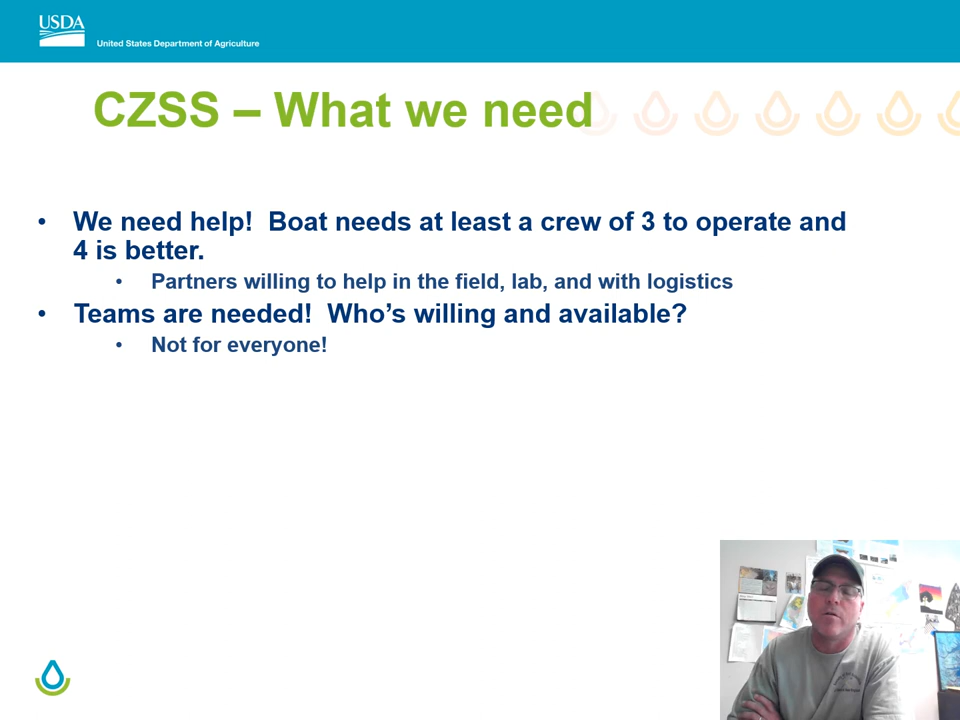 USDA
United States Department of Agriculture
CZSS – What we need
• We need help!  Boat needs at least a crew of 3 to operate and
4 is better.
• Partners willing to help in the field, lab, and with logistics
• Teams are needed!  Who’s willing and available?
• Not for everyone!